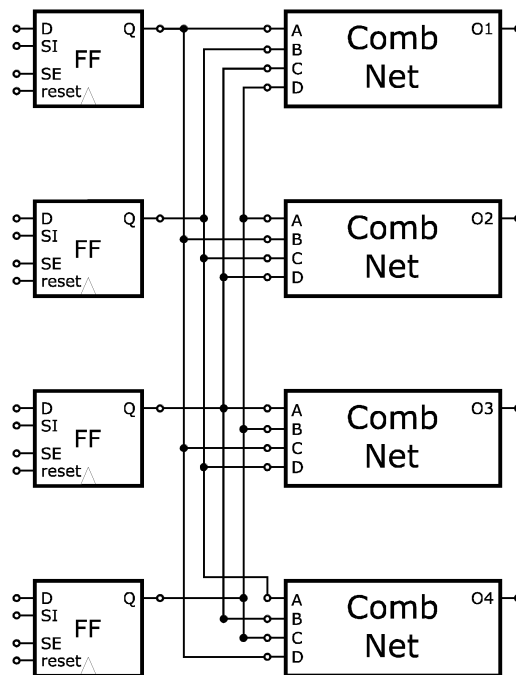 D
SI
SE
reset
FF
Q
A
B
C
D
Comb
Net
O1
D
SI
SE
reset
FF
Q
A
B
C
D
Comb
Net
O2
D
SI
SE
reset
FF
Q
A
B
C
D
Comb
Net
O3
D
SI
SE
reset
FF
Q
A
B
C
D
Comb
Net
O4